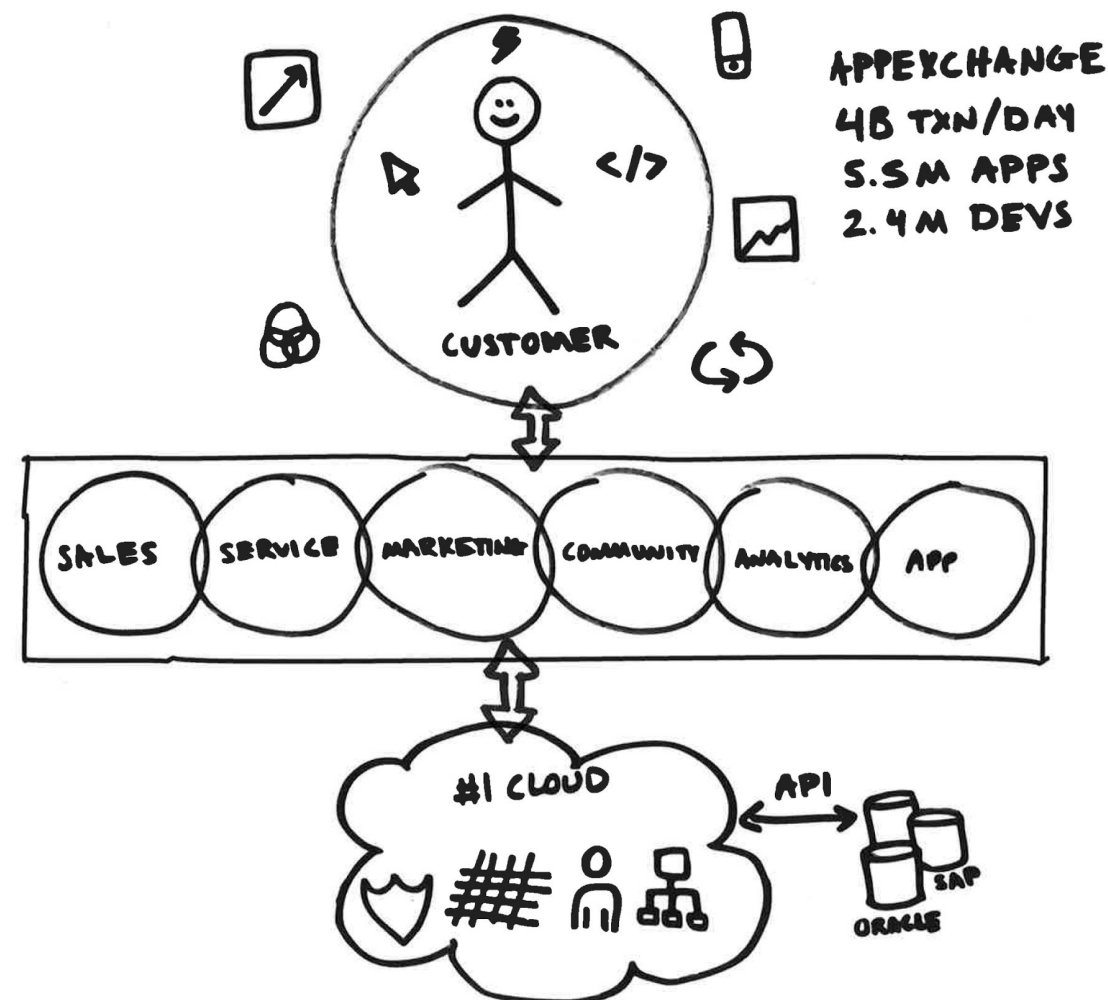 APPEXCHANGE
4B TXN/DAY
5.5M APPS
2.4M DEVS
</>
CUSTOMER
SALES
SERVICE
MARKETING
COMMUNITY
ANALYTICS
APP
#1 CLOUD
API
SAP
ORACLE